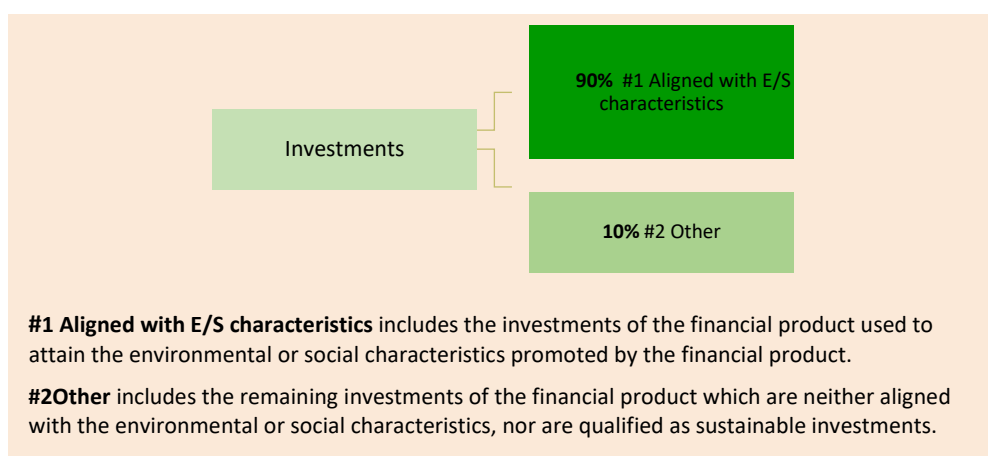 90% #1 Aligned with E/S
characteristics
Investments
10% #2 Other
#1 Aligned with E/S characteristics includes the investments of the financial product used to
attain the environmental or social characteristics promoted by the financial product.
#2Other includes the remaining investments of the financial product which are neither aligned
with the environmental or social characteristics, nor are qualified as sustainable investments.